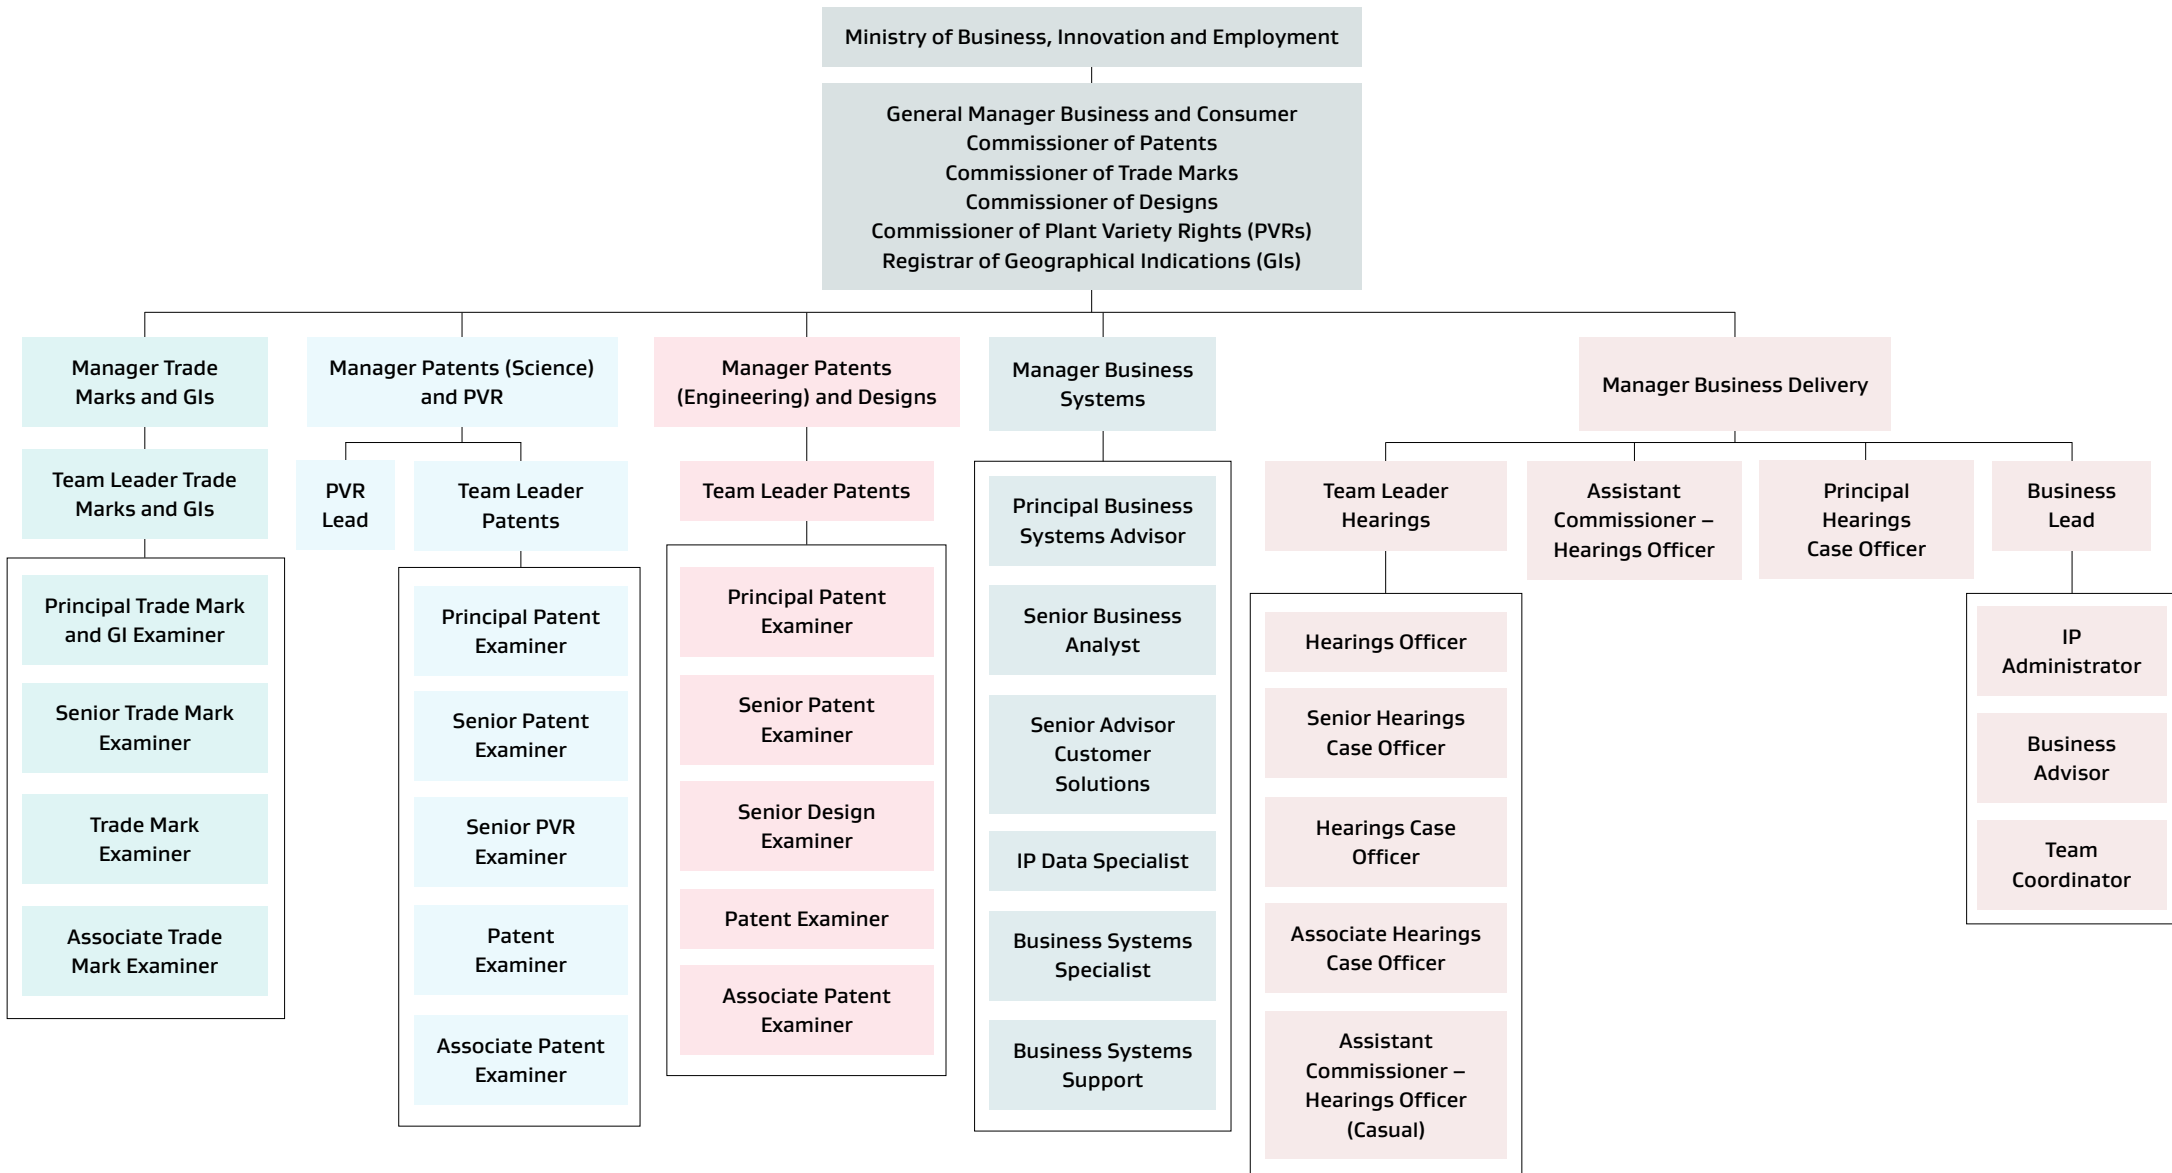 Ministry of Business, Innovation and Employment
General Manager Business and Consumer
Commissioner of Patents
Commissioner of Trade Marks
Commissioner of Designs
Commissioner of Plant Variety Rights (PVRs)
Registrar of Geographical Indications (GIs)
Manager Trade
Marks and GIs
Team Leader Trade
Marks and GIs
Principal Trade Mark
and GI Examiner
Senior Trade Mark
Examiner
Trade Mark
Examiner
Associate Trade
Mark Examiner
Manager Patents (Science)
and PVR
PVR
Lead
Team Leader
Patents
Principal Patent
Examiner
Senior Patent
Examiner
Senior PVR
Examiner
Patent
Examiner
Associate Patent
Examiner
Manager Patents
(Engineering) and Designs
Team Leader Patents
Principal Patent
Examiner
Senior Patent
Examiner
Senior Design
Examiner
Patent Examiner
Associate Patent
Examiner
Manager Business
Systems
Principal Business
Systems Advisor
Senior Business
Analyst
Senior Advisor
Customer
Solutions
IP Data Specialist
Business Systems
Specialist
Business Systems
Support
Manager Business Delivery
Team Leader
Hearings
Hearings Officer
Senior Hearings
Case Officer
Hearings Case
Officer
Associate Hearings
Case Officer
Assistant
Commissioner –
Hearings Officer
(Casual)
Assistant
Commissioner –
Hearings Officer
Principal
Hearings
Case Officer
Business
Lead
IP
Administrator
Business
Advisor
Team
Coordinator